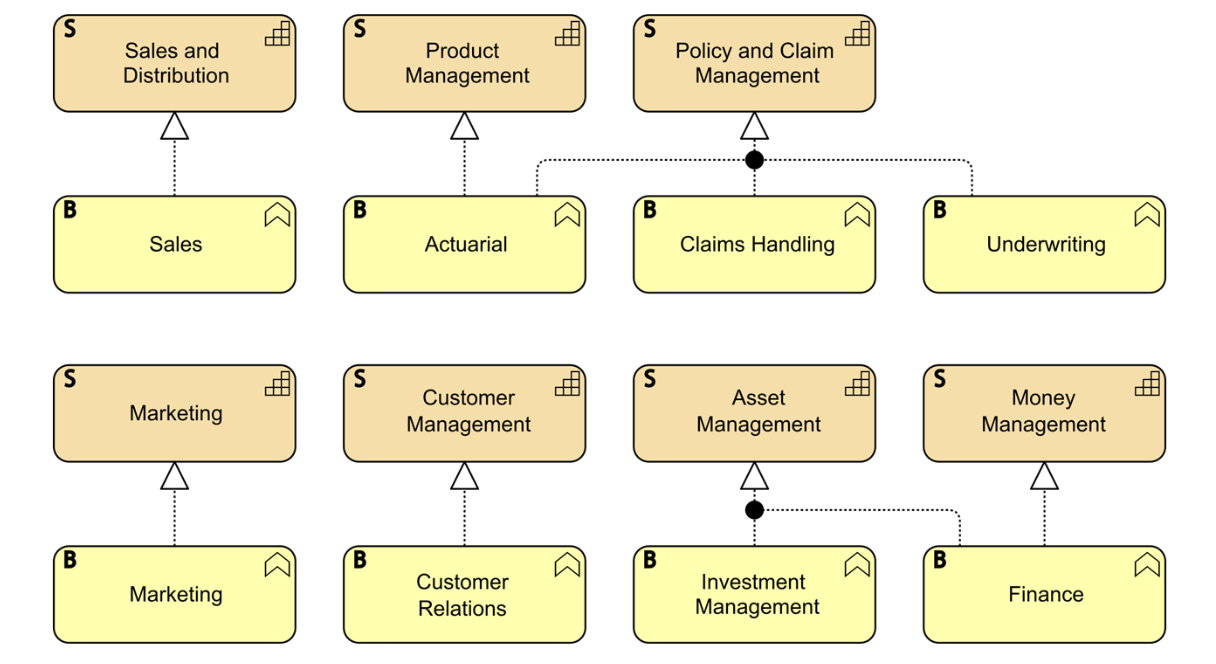 S
Sales and
Distribution
S
Product
Management
S
Policy and Claim
Management
B
Sales
B
Actuarial
B
Claims Handling
B
Underwriting
S
Marketing
S
Customer
Management
S
Asset
Management
S
Money
Management
B
Marketing
B
Customer
Relations
B
Investment
Management
B
Finance